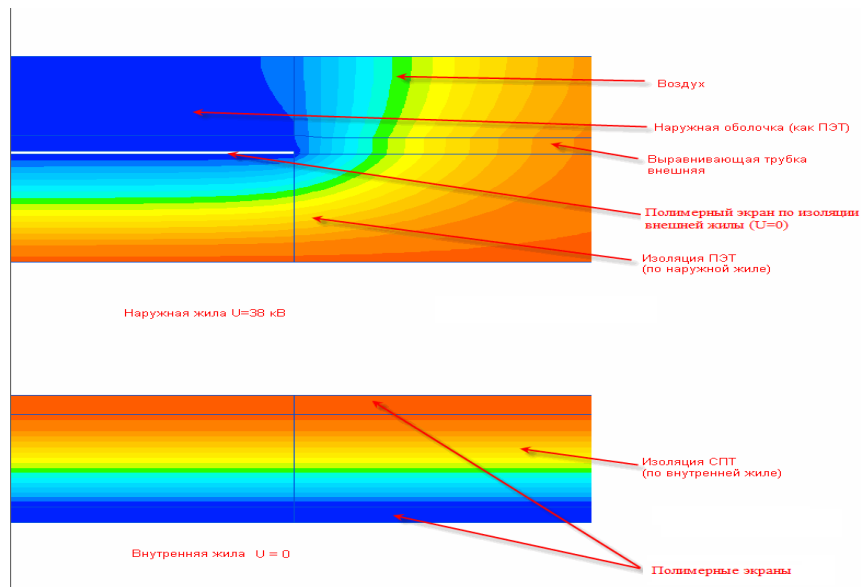 Воздух
Наружная оболочка (как ПЭТ)
Выравнивающая трубка
внешняя
Полимерный экран по изоляции
внешней жилы (U=0)
Изоляция ПЭТ
(по наружной жиле)
Наружная жила U=38 кВ
Изоляция СПТ
(по внутренней жиле)
Внутренняя жила U = 0
Полимерные экраны